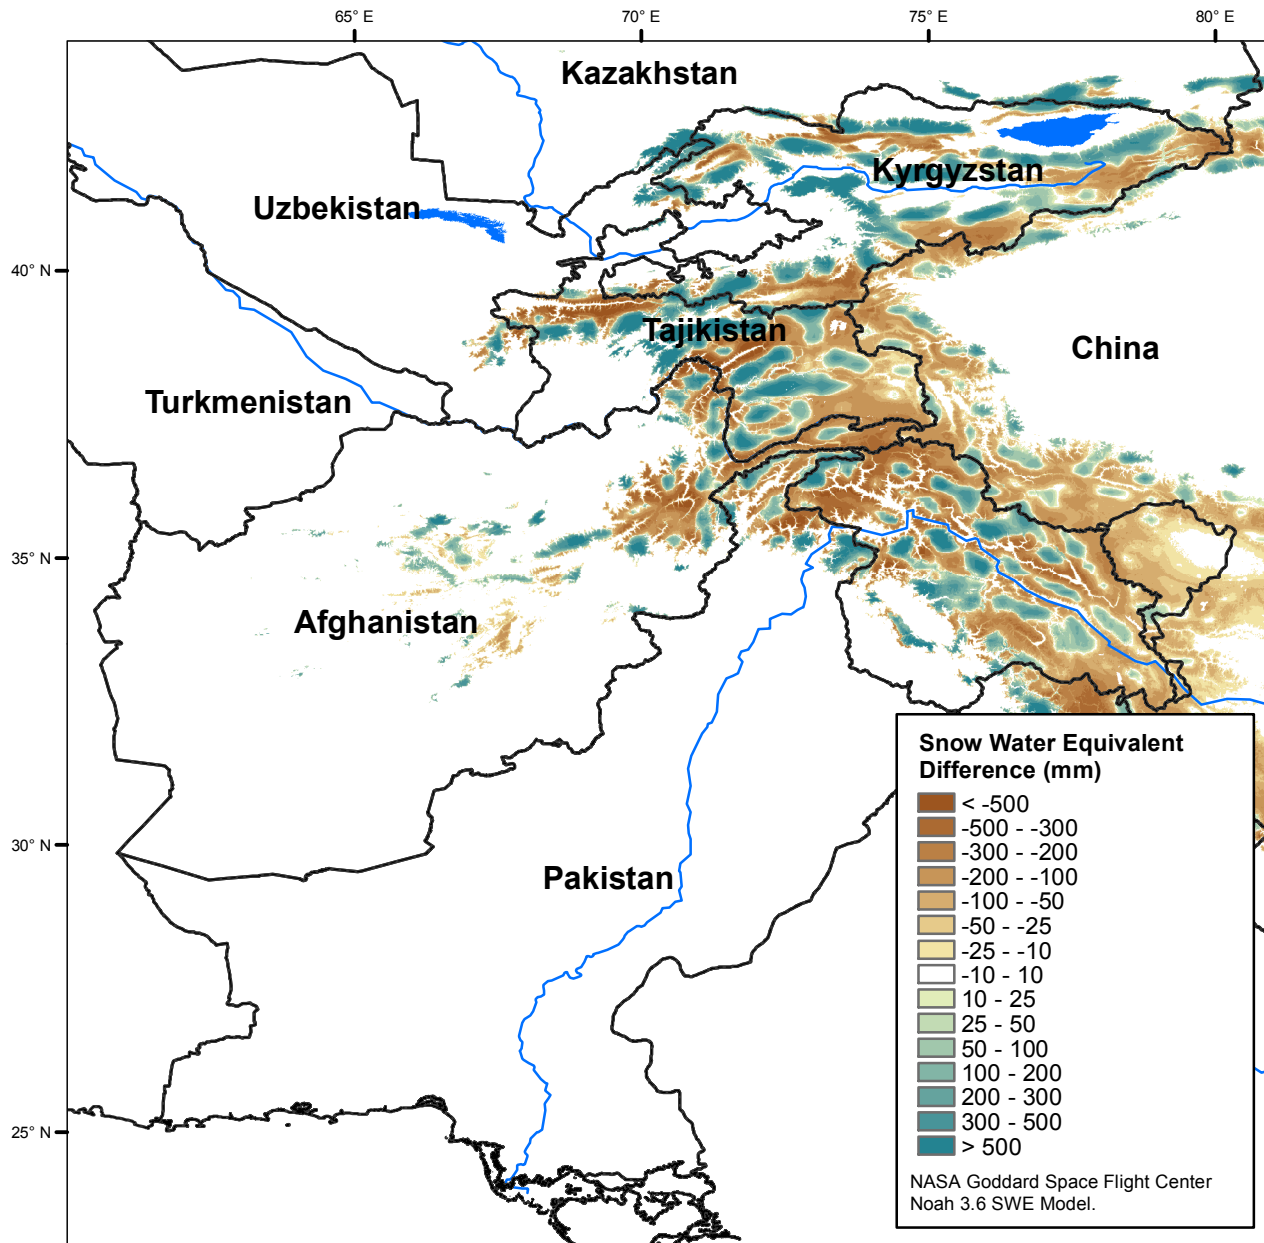 65° E
70° E
75° E
80° E
Kazakhstan
Kyrgyzstan
Uzbekistan
40° N
Tajikistan
China
Turkmenistan
35° N
Afghanistan
Snow Water Equivalent
Difference (mm)
< -500
-500 - -300
-300 - -200
-200 - -100
-100 - -50
-50 - -25
-25 - -10
-10 - 10
10 - 25
25 - 50
50 - 100
100 - 200
200 - 300
300 - 500
> 500
NASA Goddard Space Flight Center
Noah 3.6 SWE Model.
30° N
Pakistan
25° N